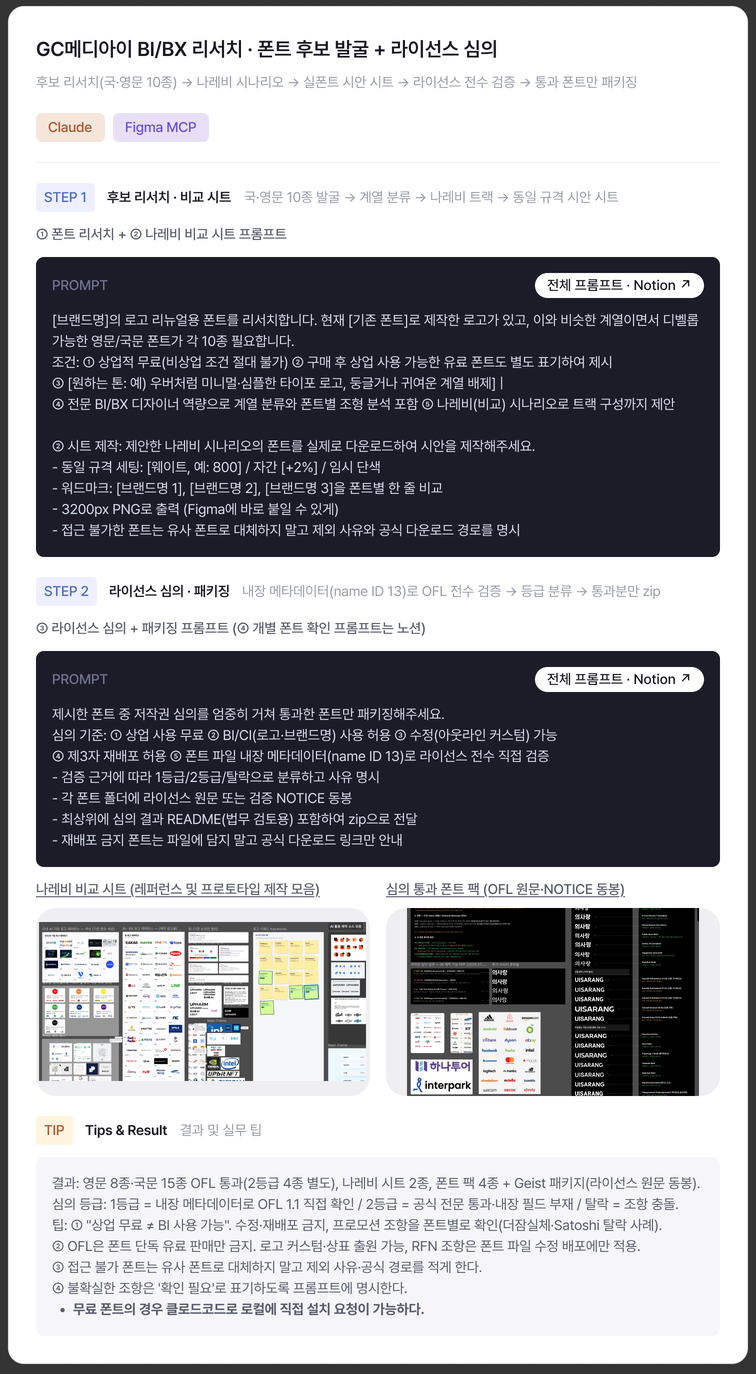 GC메디아이 BI/BX 리서치 · 폰트 후보 발굴 + 라이선스 심의
후보 리서치(국·영문 10종) → 나레비 시나리오 → 실폰트 시안 시트 → 라이선스 전수 검증 → 통과 폰트만 패키징
Claude
Figma MCP
STEP 1 후보 리서치 · 비교 시트 국·영문 10종 발굴 → 계열 분류 → 나레비 트랙 → 동일 규격 시안 시트
① 폰트 리서치 + ② 나레비 비교 시트 프롬프트
PROMPT
전체 프롬프트 · Notion ↗
[브랜드명]의 로고 리뉴얼용 폰트를 리서치합니다. 현재 [기존 폰트]로 제작한 로고가 있고, 이와 비슷한 계열이면서 디벨롭
가능한 영문/국문 폰트가 각 10종 필요합니다.
조건: ① 상업적 무료(비상업 조건 절대 불가) ② 구매 후 상업 사용 가능한 유료 폰트도 별도 표기하여 제시
③ [원하는 톤: 예) 우버처럼 미니멀·심플한 타이포 로고, 둥글거나 귀여운 계열 배제] |
④ 전문 BI/BX 디자이너 역량으로 계열 분류와 폰트별 조형 분석 포함 ⑤ 나레비(비교) 시나리오로 트랙 구성까지 제안
② 시트 제작: 제안한 나레비 시나리오의 폰트를 실제로 다운로드하여 시안을 제작해주세요.
- 동일 규격 세팅: [웨이트, 예: 800] / 자간 [+2%] / 임시 단색
- 워드마크: [브랜드명 1], [브랜드명 2], [브랜드명 3]을 폰트별 한 줄 비교
- 3200px PNG로 출력 (Figma에 바로 붙일 수 있게)
- 접근 불가한 폰트는 유사 폰트로 대체하지 말고 제외 사유와 공식 다운로드 경로를 명시
STEP 2 라이선스 심의 · 패키징 내장 메타데이터(name ID 13)로 OFL 전수 검증 → 등급 분류 → 통과분만 zip
③ 라이선스 심의 + 패키징 프롬프트 (④ 개별 폰트 확인 프롬프트는 노션)
PROMPT
전체 프롬프트 · Notion ↗
제시한 폰트 중 저작권 심의를 엄중히 거쳐 통과한 폰트만 패키징해주세요.
심의 기준: ① 상업 사용 무료 ② BI/CI(로고·브랜드명) 사용 허용 ③ 수정(아웃라인 커스텀) 가능
④ 제3자 재배포 허용 ⑤ 폰트 파일 내장 메타데이터(name ID 13)로 라이선스 전수 직접 검증
- 검증 근거에 따라 1등급/2등급/탈락으로 분류하고 사유 명시
- 각 폰트 폴더에 라이선스 원문 또는 검증 NOTICE 동봉
- 최상위에 심의 결과 README(법무 검토용) 포함하여 zip으로 전달
- 재배포 금지 폰트는 파일에 담지 말고 공식 다운로드 링크만 안내
나레비 비교 시트 (레퍼런스 및 프로토타입 제작 모음)
심의 통과 폰트 팩 (OFL 원문·NOTICE 동봉)
intel
UPbit NFT
의사랑
의사랑
의사랑
의사랑
UISARANG
UISARANG
UISARANG
UISARANG
UISARANG
UISARANG
UISARANG
UISARANG
하나투어
interpark
TIP Tips & Result 결과 및 실무 팁
결과: 영문 8종·국문 15종 OFL 통과(2등급 4종 별도), 나레비 시트 2종, 폰트 팩 4종 + Geist 패키지(라이선스 원문 동봉).
심의 등급: 1등급 = 내장 메타데이터로 OFL 1.1 직접 확인 / 2등급 = 공식 전문 통과·내장 필드 부재 / 탈락 = 조항 충돌.
팁: ① "상업 무료 ≠ BI 사용 가능". 수정·재배포 금지, 프로모션 조항을 폰트별로 확인(더잠실체·Satoshi 탈락 사례).
② OFL은 폰트 단독 유료 판매만 금지. 로고 커스텀·상표 출원 가능, RFN 조항은 폰트 파일 수정 배포에만 적용.
③ 접근 불가 폰트는 유사 폰트로 대체하지 말고 제외 사유·공식 경로를 적게 한다.
④ 불확실한 조항은 '확인 필요'로 표기하도록 프롬프트에 명시한다.
• 무료 폰트의 경우 클로드코드로 로컬에 직접 설치 요청이 가능하다.